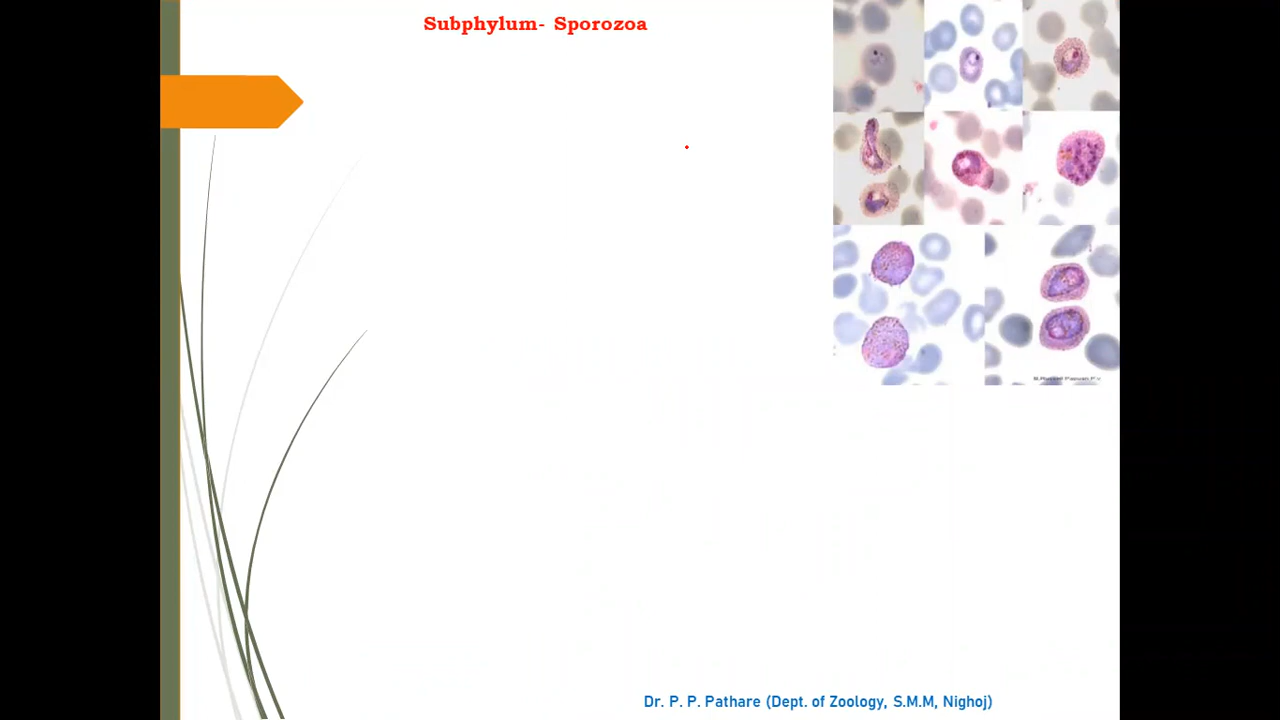 Subphylum- Sporozoa
Dr. P. P. Pathare (Dept. of Zoology, S.M.M, Nighoj)